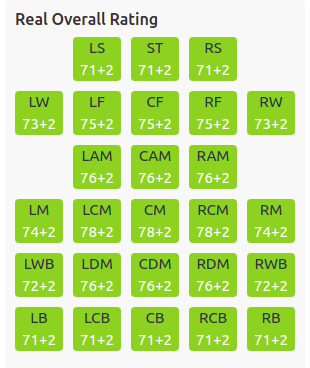 Real Overall Rating
LS ST RS
71+2 71+2 71+2
LW LF CF RF RW
73+2 75+2 75+2 75+2 73+2
LAM CAM RAM
76+2 76+2 76+2
LM LCM CM RCM RM
74+2 78+2 78+2 78+2 74+2
LWB LDM CDM RDM RWB
72+2 76+2 76+2 76+2 72+2
LB LCB CB RCB RB
71+2 71+2 71+2 71+2 71+2